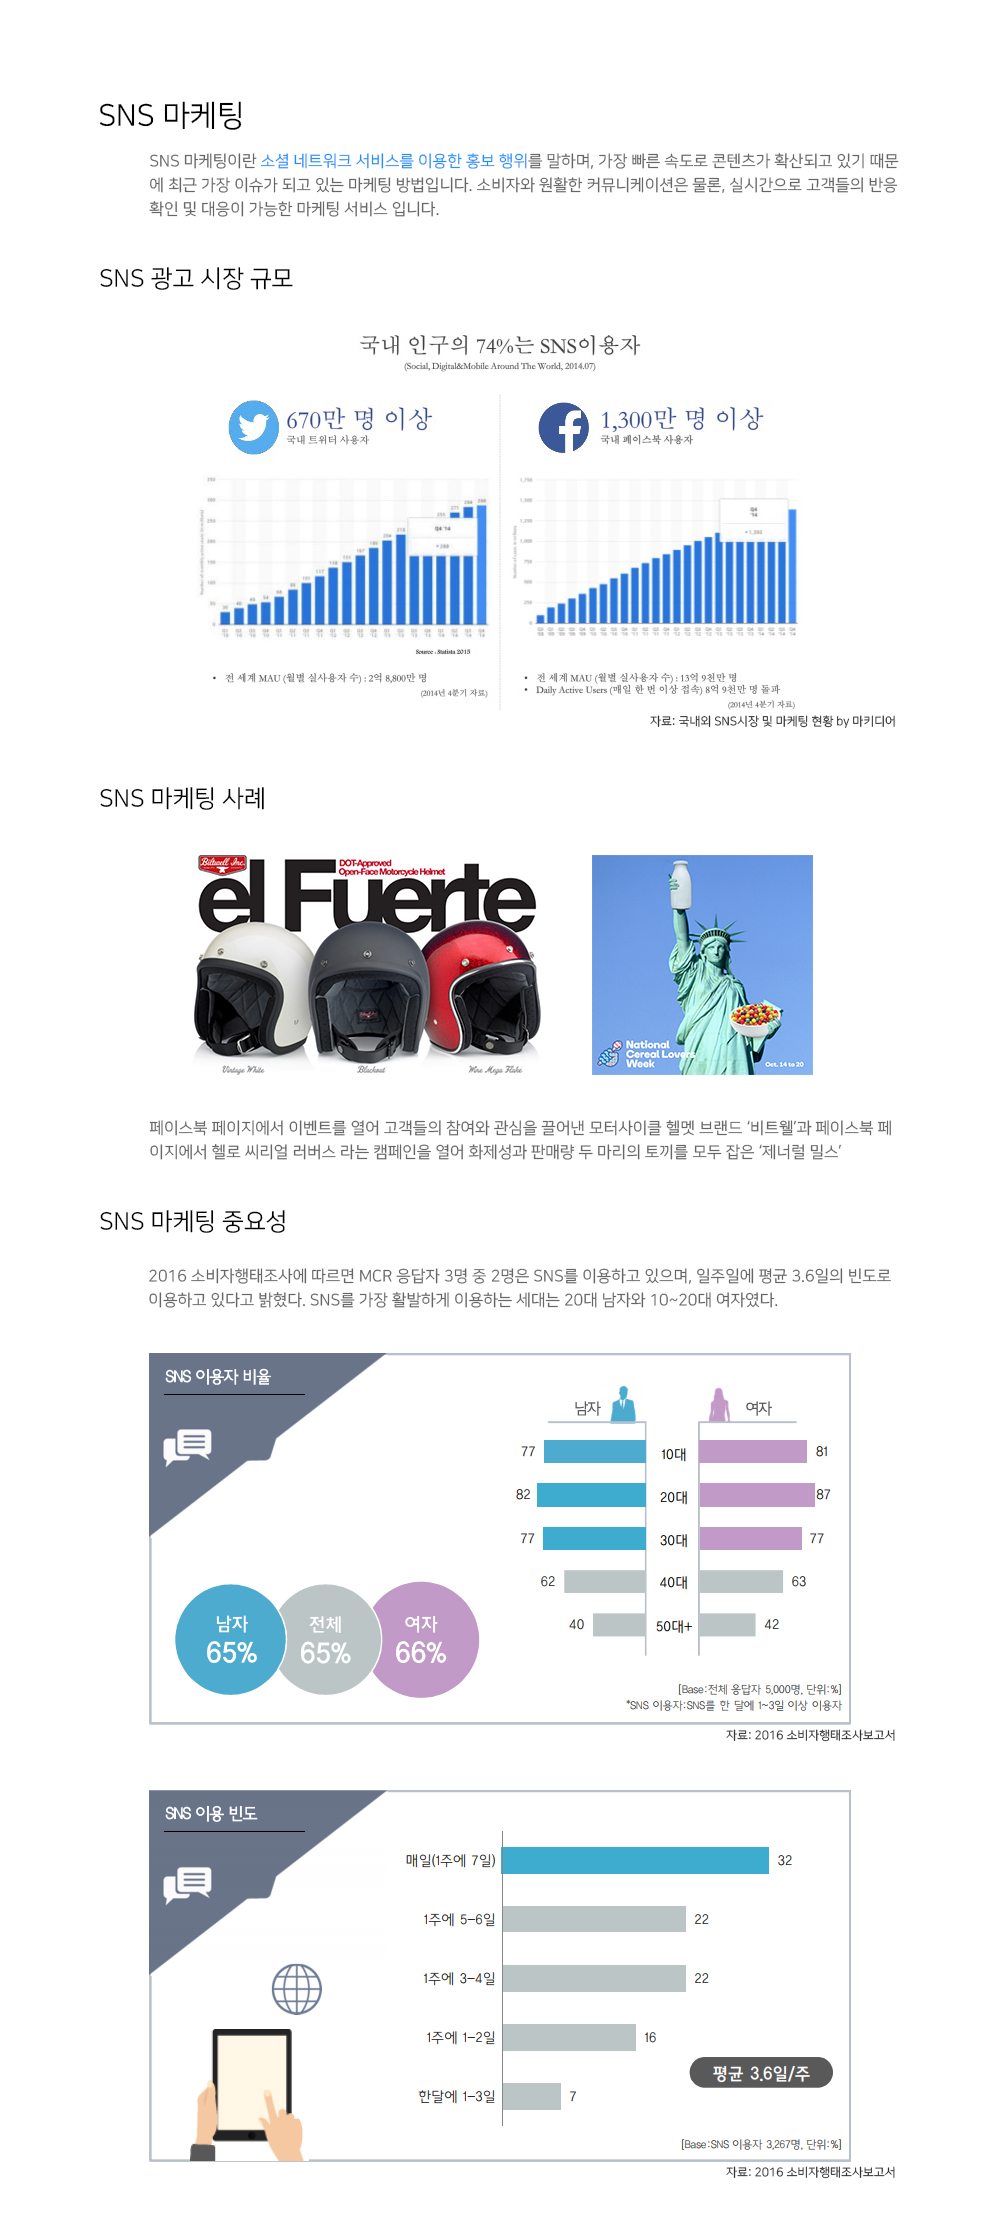 SNS 마케팅
SNS 마케팅이란 소셜 네트워크 서비스를 이용한 홍보 행위를 말하며, 가장 빠른 속도로 콘텐츠가 확산되고 있기 때문
에 최근 가장 이슈가 되고 있는 마케팅 방법입니다. 소비자와 원활한 커뮤니케이션은 물론, 실시간으로 고객들의 반응
확인 및 대응이 가능한 마케팅 서비스 입니다.
SNS 광고 시장 규모
국내 인구의 74%는 SNS이용자
(Social, Digital&Mobile Around The World, 2014.07)
670만 명 이상
국내 트위터 사용자
1,300만 명 이상
국내 페이스북 사용자
Q4 '14
Q4
'14
Source : Statista 2015
• 전 세계 MAU (월별 실사용자 수) : 2억 8,800만 명
(2014년 4분기 자료)
• 전 세계 MAU (월별 실사용자 수) : 13억 9천만 명
• Daily Active Users (매일 한 번 이상 접속) 8억 9천만 명 돌파
(2014년 4분기 자료)
자료: 국내외 SNS시장 및 마케팅 현황 by 마키디어
SNS 마케팅 사례
Biltwell Inc.
DOT-Approved
Open-Face Motorcycle Helmet
el Fuerte
Vintage White
Blackout
Wine Mega Flake
National
Cereal Lovers
Week
Oct. 14 to 20
페이스북 페이지에서 이벤트를 열어 고객들의 참여와 관심을 끌어낸 모터사이클 헬멧 브랜드 ‘비트웰’과 페이스북 페
이지에서 헬로 씨리얼 러버스 라는 캠페인을 열어 화제성과 판매량 두 마리의 토끼를 모두 잡은 ‘제너럴 밀스’
SNS 마케팅 중요성
2016 소비자행태조사에 따르면 MCR 응답자 3명 중 2명은 SNS를 이용하고 있으며, 일주일에 평균 3.6일의 빈도로
이용하고 있다고 밝혔다. SNS를 가장 활발하게 이용하는 세대는 20대 남자와 10~20대 여자였다.
SNS 이용자 비율
남자
여자
77 10대 81
82 20대 87
77 30대 77
62 40대 63
40 50대+ 42
남자
65%
전체
65%
여자
66%
[Base:전체 응답자 5,000명, 단위:%]
*SNS 이용자:SNS를 한 달에 1~3일 이상 이용자
자료: 2016 소비자행태조사보고서
SNS 이용 빈도
매일(1주에 7일) 32
1주에 5-6일 22
1주에 3-4일 22
1주에 1-2일 16
한달에 1-3일 7
평균 3.6일/주
[Base:SNS 이용자 3,267명, 단위:%]
자료: 2016 소비자행태조사보고서